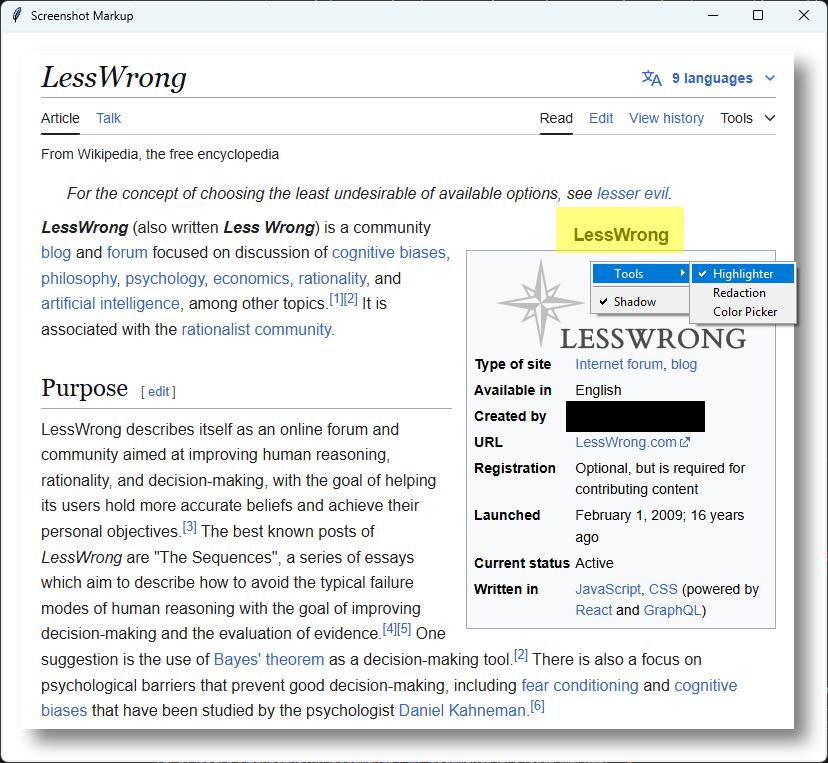 Screenshot Markup
LessWrong
9 languages
Article Talk
Read Edit View history Tools
From Wikipedia, the free encyclopedia
For the concept of choosing the least undesirable of available options, see lesser evil.
LessWrong (also written Less Wrong) is a community
blog and forum focused on discussion of cognitive biases,
philosophy, psychology, economics, rationality, and
artificial intelligence, among other topics.[1][2] It is
associated with the rationalist community.
Purpose [ edit ]
LessWrong describes itself as an online forum and
community aimed at improving human reasoning,
rationality, and decision-making, with the goal of helping
its users hold more accurate beliefs and achieve their
personal objectives.[3] The best known posts of
LessWrong are "The Sequences", a series of essays
which aim to describe how to avoid the typical failure
modes of human reasoning with the goal of improving
decision-making and the evaluation of evidence.[4][5] One
suggestion is the use of Bayes' theorem as a decision-making tool.[2] There is also a focus on
psychological barriers that prevent good decision-making, including fear conditioning and cognitive
biases that have been studied by the psychologist Daniel Kahneman.[6]
LessWrong
Tools
Shadow
Highlighter
Redaction
Color Picker
LESSWRONG
Type of site Internet forum, blog
Available in English
Created by
URL LessWrong.com
Registration Optional, but is required for
contributing content
Launched February 1, 2009; 16 years
ago
Current status Active
Written in JavaScript, CSS (powered by
React and GraphQL)